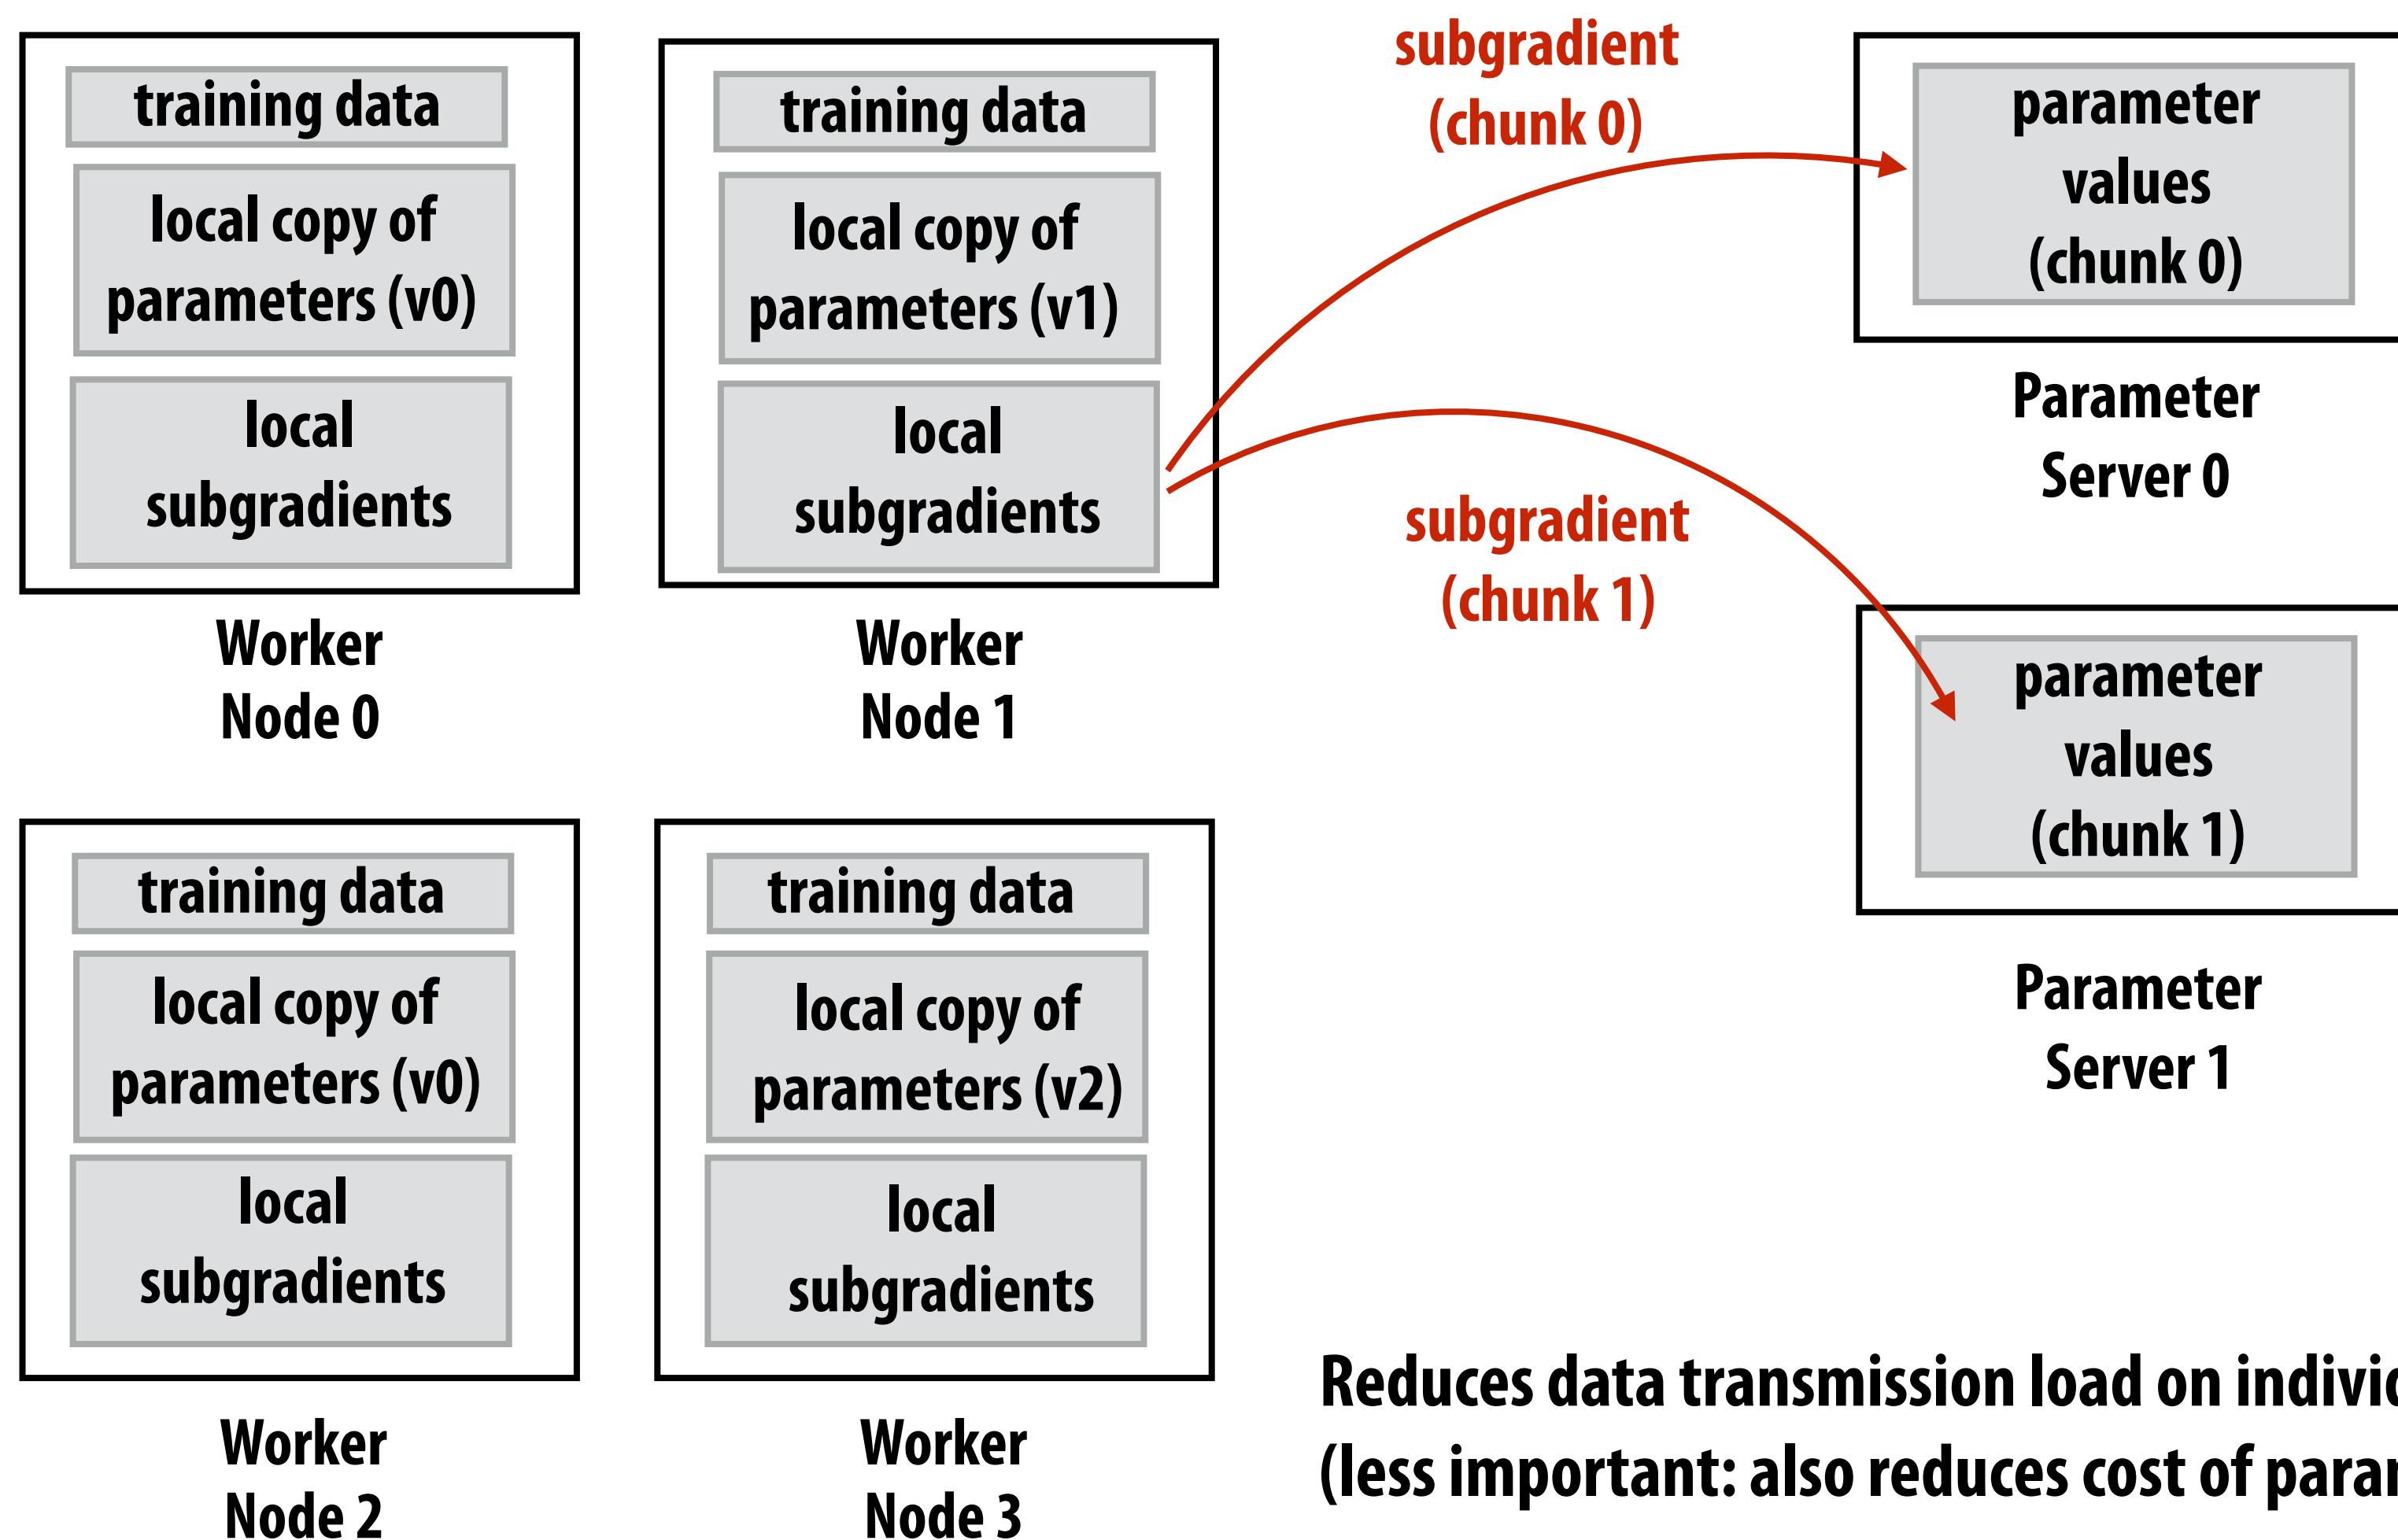 training data
local copy of
parameters (v0)
local
subgradients
Worker
Node 0
training data
local copy of
parameters (v1)
local
subgradients
Worker
Node 1
subgradient
(chunk 0)
subgradient
(chunk 1)
parameter
values
(chunk 0)
Parameter
Server 0
parameter
values
(chunk 1)
Parameter
Server 1
training data
local copy of
parameters (v0)
local
subgradients
Worker
Node 2
training data
local copy of
parameters (v2)
local
subgradients
Worker
Node 3
Reduces data transmission load on
(less important: also reduces cost of